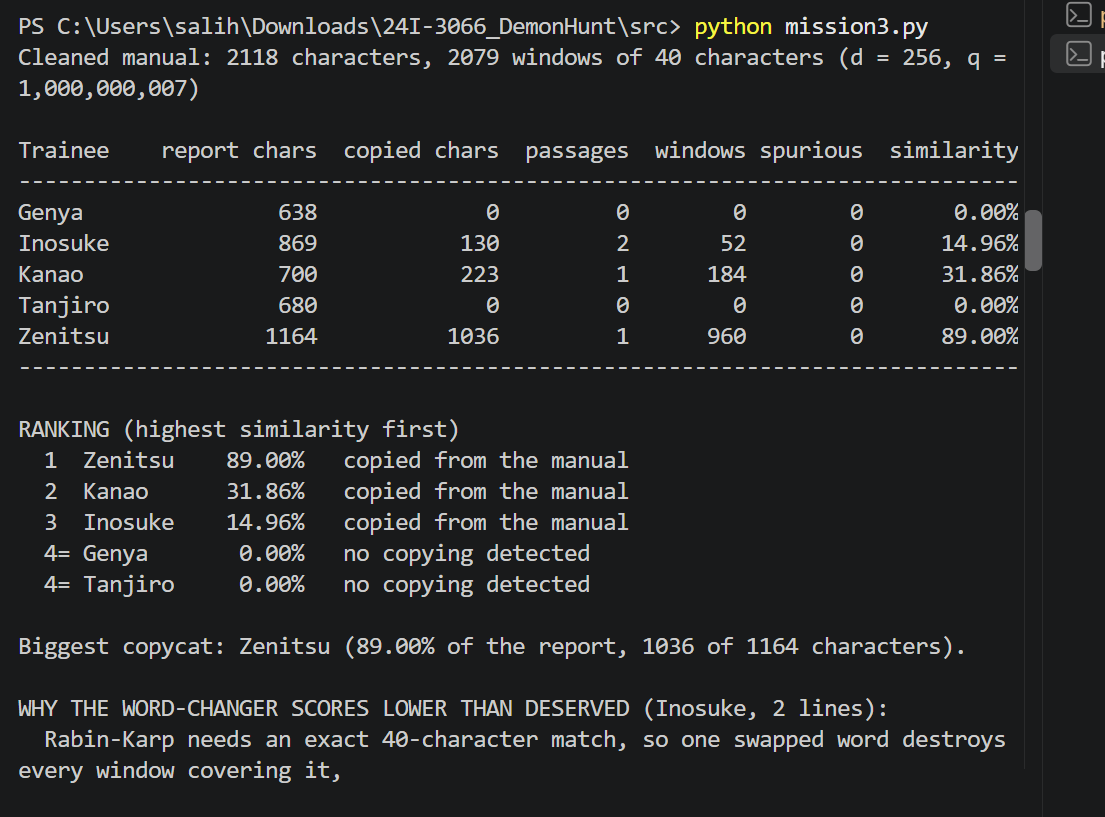 PS C:\Users\salih\Downloads\24I-3066_DemonHunt\src> python mission3.py
Cleaned manual: 2118 characters, 2079 windows of 40 characters (d = 256, q =
1,000,000,007)
Trainee    report chars  copied chars  passages  windows spurious  similarity
-----------------------------------------------------------------------------
Genya               638             0         0        0        0       0.00%
Inosuke             869           130         2       52        0      14.96%
Kanao               700           223         1      184        0      31.86%
Tanjiro             680             0         0        0        0       0.00%
Zenitsu            1164          1036         1      960        0      89.00%
-----------------------------------------------------------------------------
RANKING (highest similarity first)
  1  Zenitsu    89.00%   copied from the manual
  2  Kanao      31.86%   copied from the manual
  3  Inosuke    14.96%   copied from the manual
  4= Genya       0.00%   no copying detected
  4= Tanjiro     0.00%   no copying detected
Biggest copycat: Zenitsu (89.00% of the report, 1036 of 1164 characters).
WHY THE WORD-CHANGER SCORES LOWER THAN DESERVED (Inosuke, 2 lines):
  Rabin-Karp needs an exact 40-character match, so one swapped word destroys
every window covering it,